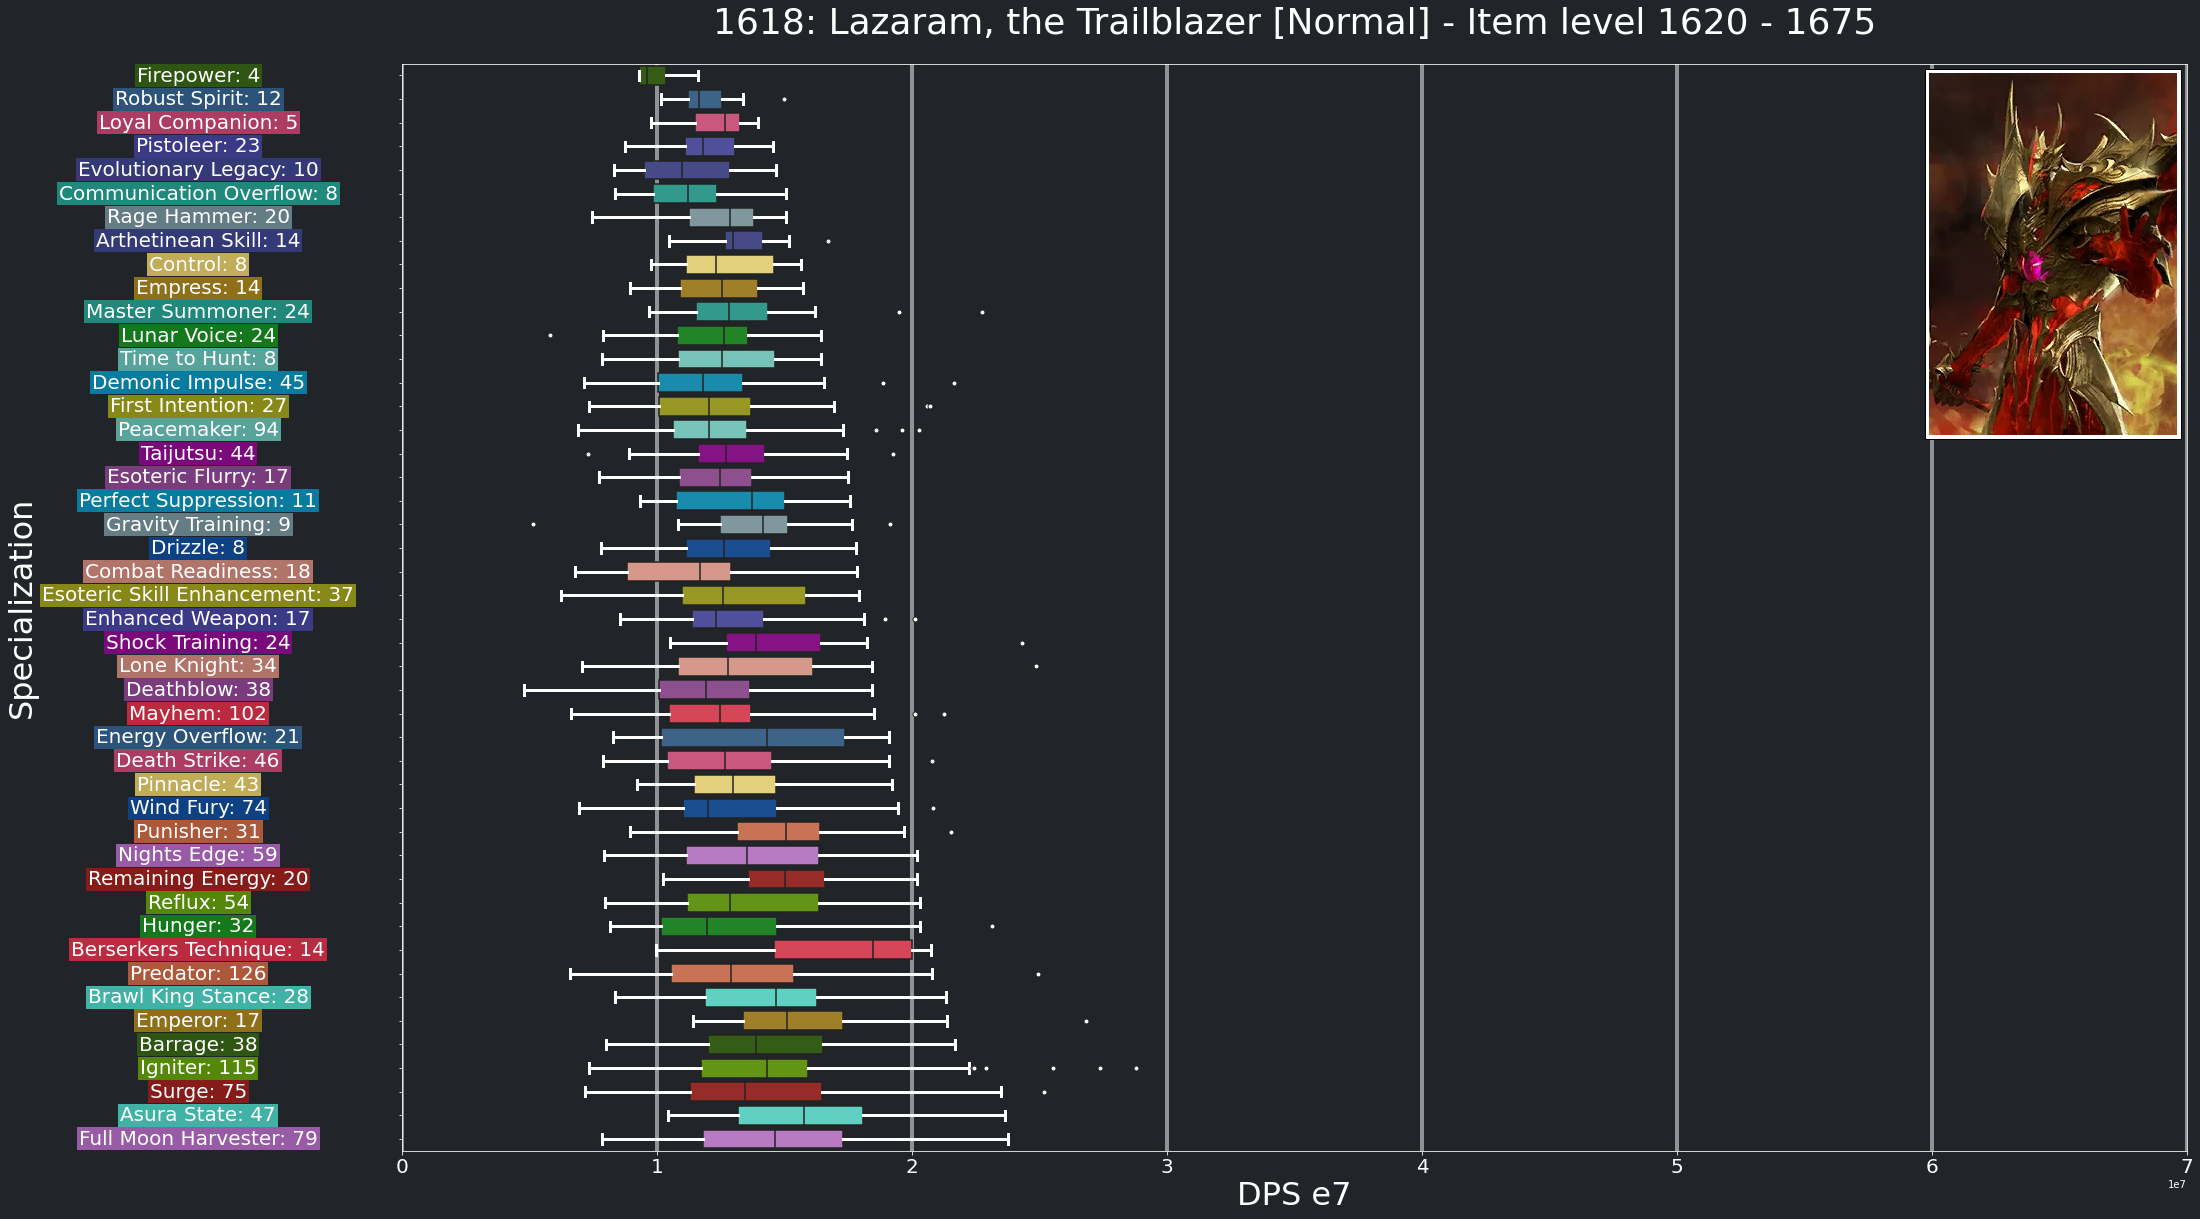 1618: Lazaram, the Trailblazer [Normal] - Item level 1620 - 1675
Specialization
Firepower: 4
Robust Spirit: 12
Loyal Companion: 5
Pistoleer: 23
Evolutionary Legacy: 10
Communication Overflow: 8
Rage Hammer: 20
Arthetinean Skill: 14
Control: 8
Empress: 14
Master Summoner: 24
Lunar Voice: 24
Time to Hunt: 8
Demonic Impulse: 45
First Intention: 27
Peacemaker: 94
Taijutsu: 44
Esoteric Flurry: 17
Perfect Suppression: 11
Gravity Training: 9
Drizzle: 8
Combat Readiness: 18
Esoteric Skill Enhancement: 37
Enhanced Weapon: 17
Shock Training: 24
Lone Knight: 34
Deathblow: 38
Mayhem: 102
Energy Overflow: 21
Death Strike: 46
Pinnacle: 43
Wind Fury: 74
Punisher: 31
Nights Edge: 59
Remaining Energy: 20
Reflux: 54
Hunger: 32
Berserkers Technique: 14
Predator: 126
Brawl King Stance: 28
Emperor: 17
Barrage: 38
Igniter: 115
Surge: 75
Asura State: 47
Full Moon Harvester: 79
0 1 2 3 4 5 6 7
1e7
DPS e7